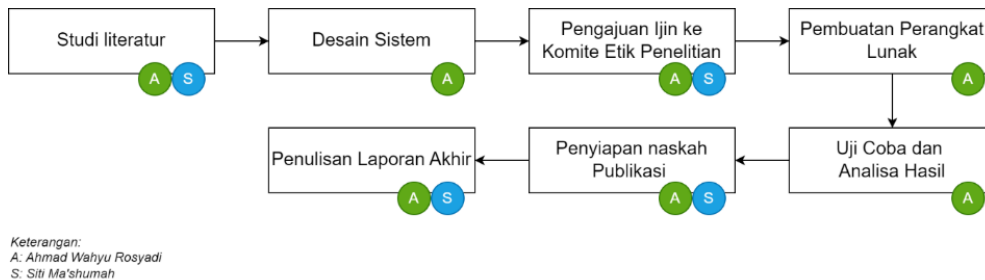 Studi literatur
A S
Desain Sistem
A
Pengajuan Ijin ke
Komite Etik Penelitian
A S
Pembuatan Perangkat
Lunak
A
Uji Coba dan
Analisa Hasil
A
Penyiapan naskah
Publikasi
A S
Penulisan Laporan Akhir
A S
Keterangan:
A: Ahmad Wahyu Rosyadi
S: Siti Ma'shumah